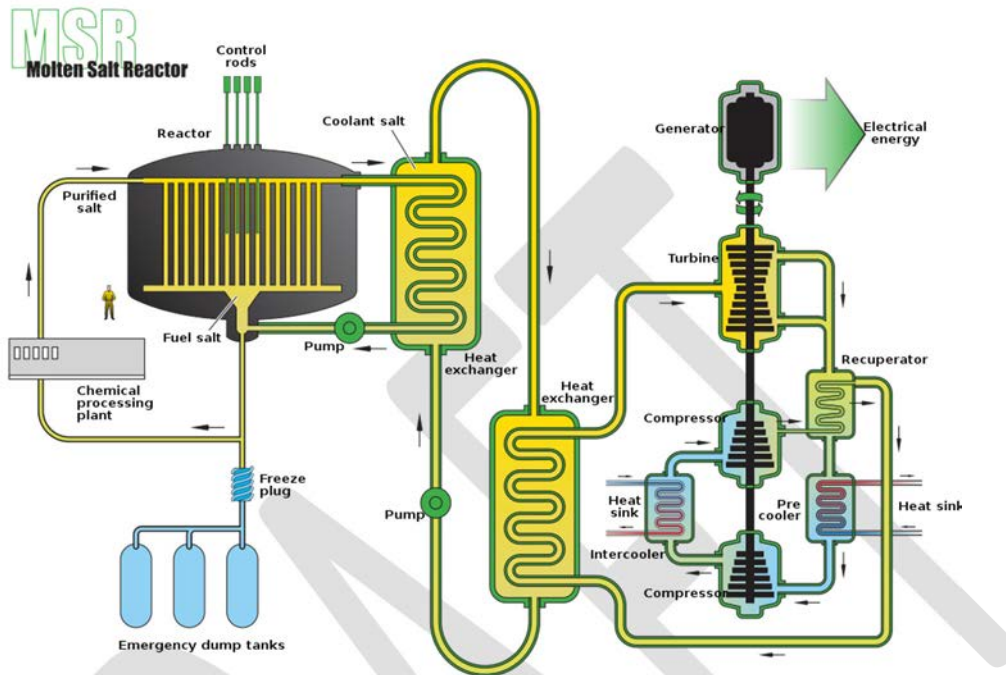 MSR
Molten Salt Reactor
Control
rods
Reactor
Coolant salt
Purified
salt
Fuel salt
Pump
Heat
exchanger
Chemical
processing
plant
Freeze
plug
Emergency dump tanks
Pump
Heat
exchanger
Generator
Electrical
energy
Turbine
Recuperator
Compressor
Heat
sink
Pre
cooler
Heat sink
Intercooler
Compressor